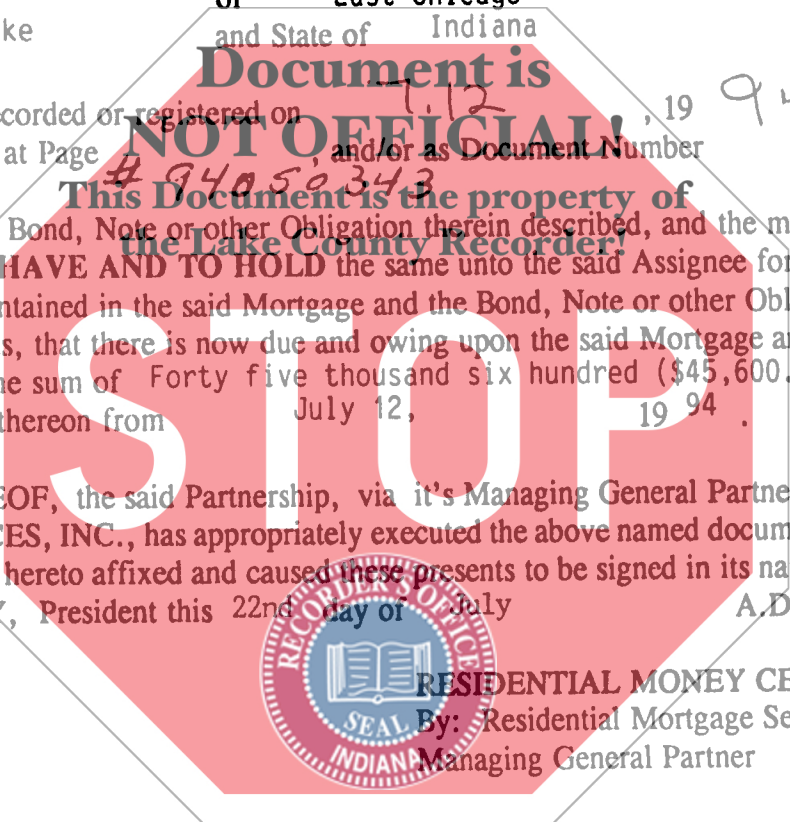 of East Chicago
ke and State of Indiana
Document is
corded or registered on 7.12, 19 94
NOT OFFICIAL!
at Page , and/or as Document Number
# 94050343
This Document is the property of
Bond, Note or other Obligation therein described, and the m
the Lake County Recorder!
HAVE AND TO HOLD the same unto the said Assignee for
ntained in the said Mortgage and the Bond, Note or other Obl
s, that there is now due and owing upon the said Mortgage an
he sum of Forty five thousand six hundred ($45,600.
thereon from July 12, 19 94 .
STOP
EOF, the said Partnership, via it's Managing General Partne
CES, INC., has appropriately executed the above named docum
hereto affixed and caused these presents to be signed in its na
Y, President this 22nd day of July A.D
RECORDER'S OFFICE
SEAL
INDIANA
RESIDENTIAL MONEY CE
By: Residential Mortgage Se
Managing General Partner